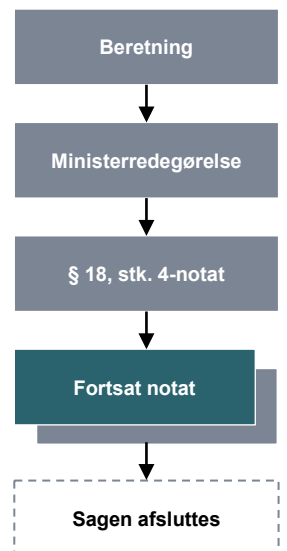 Beretning
Ministerredegørelse
§ 18, stk. 4-notat
Fortsat notat
Sagen afsluttes